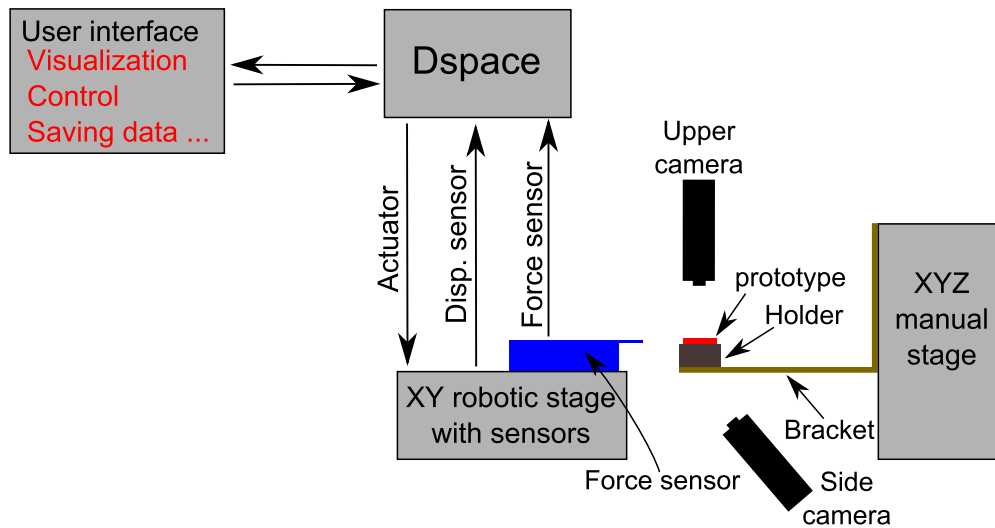 User interface
Visualization
Control
Saving data ...
Dspace
Actuator
Disp. sensor
Force sensor
Upper
camera
prototype
Holder
XYZ
manual
stage
XY robotic stage
with sensors
Bracket
Force sensor
Side
camera